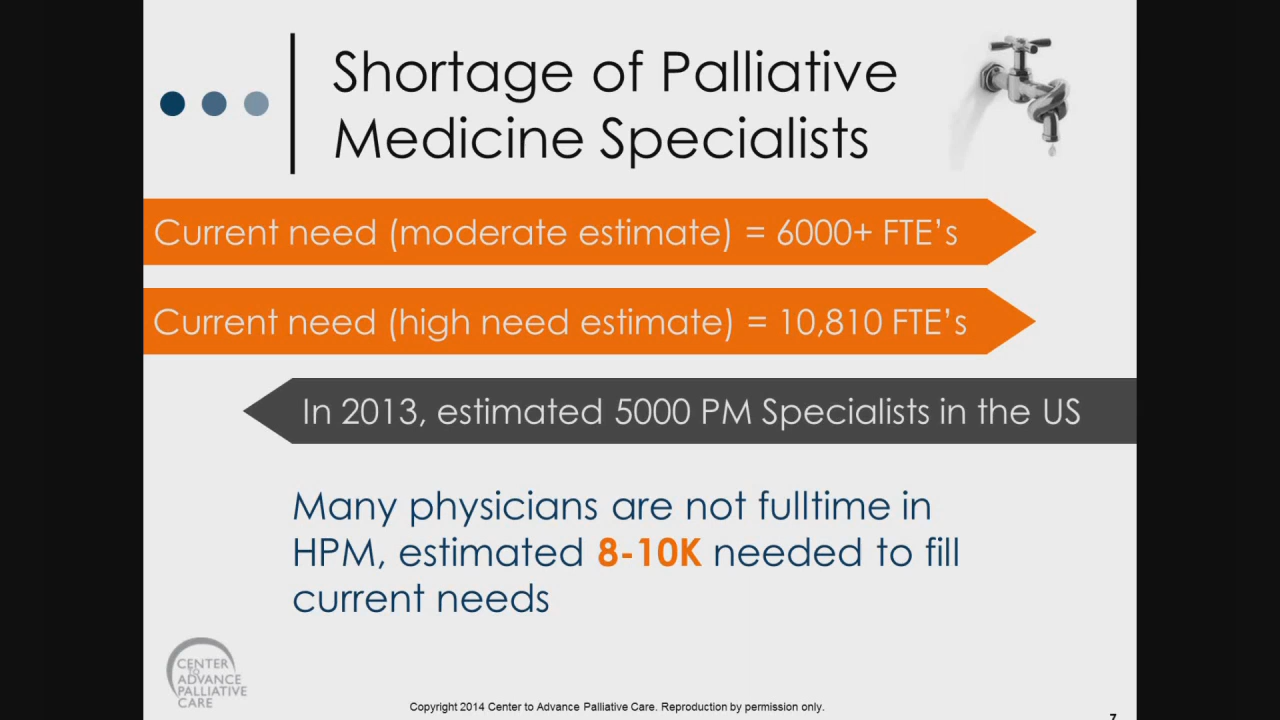 Shortage of Palliative
Medicine Specialists
Current need (moderate estimate) = 6000+ FTE’s
Current need (high need estimate) = 10,810 FTE’s
In 2013, estimated 5000 PM Specialists in the US
Many physicians are not fulltime in
HPM, estimated 8-10K needed to fill
current needs
CENTER
TO
ADVANCE
PALLIATIVE
CARE
Copyright 2014 Center to Advance Palliative Care. Reproduction by permission only.
7